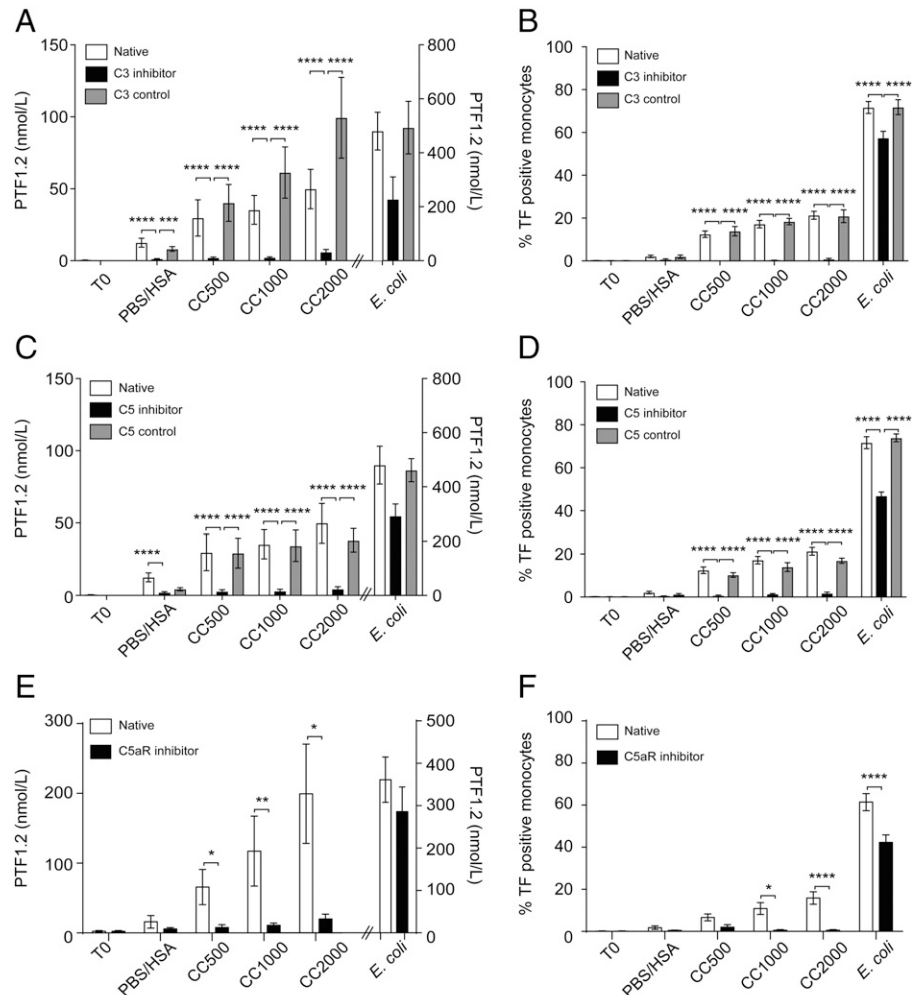 A
PTF1.2 (nmol/L)
150
100
50
0
Native
C3 inhibitor
C3 control
**** ***
**** ****
**** ****
**** ****
800
600
400
200
0
PTF1.2 (nmol/L)
T0
PBS/HSA
CC500
CC1000
CC2000
E. coli
B
% TF positive monocytes
100
80
60
40
20
0
Native
C3 inhibitor
C3 control
**** ****
**** ****
**** ****
**** ****
T0
PBS/HSA
CC500
CC1000
CC2000
E. coli
C
PTF1.2 (nmol/L)
150
100
50
0
Native
C5 inhibitor
C5 control
****
**** ****
**** ****
**** ****
800
600
400
200
0
PTF1.2 (nmol/L)
T0
PBS/HSA
CC500
CC1000
CC2000
E. coli
D
% TF positive monocytes
100
80
60
40
20
0
Native
C5 inhibitor
C5 control
**** ****
**** ****
**** ****
**** ****
T0
PBS/HSA
CC500
CC1000
CC2000
E. coli
E
PTF1.2 (nmol/L)
300
200
100
0
Native
C5aR inhibitor
*
**
*
500
400
300
200
100
0
PTF1.2 (nmol/L)
T0
PBS/HSA
CC500
CC1000
CC2000
E. coli
F
% TF positive monocytes
100
80
60
40
20
0
Native
C5aR inhibitor
*
****
****
T0
PBS/HSA
CC500
CC1000
CC2000
E. coli